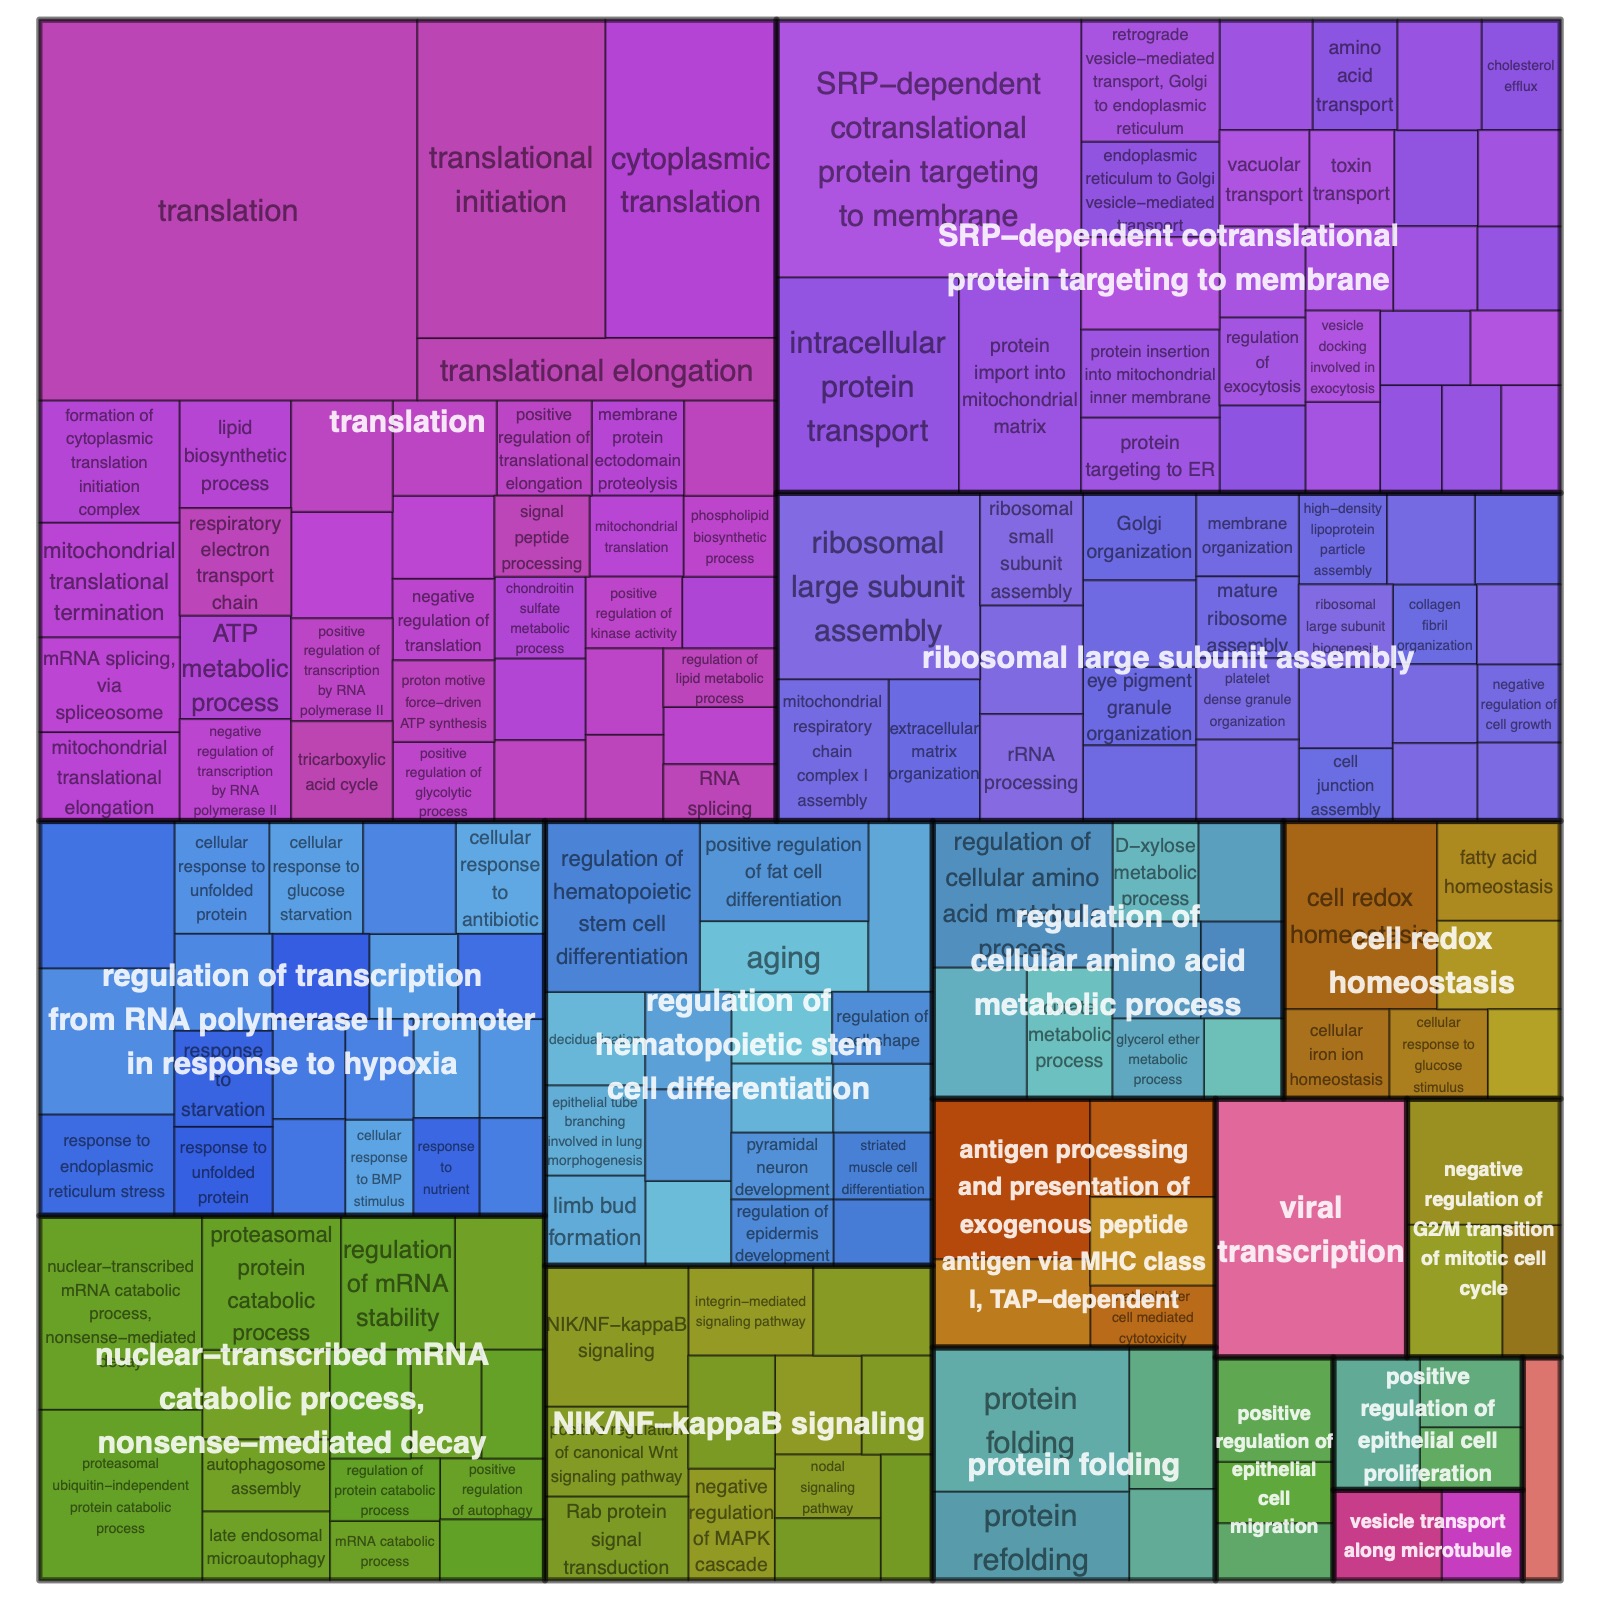 translation
translational
initiation
cytoplasmic
translation
translational elongation
translation
formation of
cytoplasmic
translation
initiation
complex
lipid
biosynthetic
process
positive
regulation of
translational
elongation
membrane
protein
ectodomain
proteolysis
mitochondrial
translational
termination
respiratory
electron
transport
chain
signal
peptide
processing
mitochondrial
translation
phospholipid
biosynthetic
process
negative
regulation of
translation
chondroitin
sulfate
metabolic
process
positive
regulation of
kinase activity
mRNA splicing,
via
spliceosome
ATP
metabolic
process
positive
regulation of
transcription
by RNA
polymerase II
proton motive
force−driven
ATP synthesis
regulation of
lipid metabolic
process
mitochondrial
translational
elongation
negative
regulation of
transcription
by RNA
polymerase II
tricarboxylic
acid cycle
positive
regulation of
glycolytic
process
RNA
splicing
SRP−dependent
cotranslational
protein targeting
to membrane
retrograde
vesicle−mediated
transport, Golgi
to endoplasmic
reticulum
amino
acid
transport
cholesterol
efflux
endoplasmic
reticulum to Golgi
vesicle−mediated
transport
vacuolar
transport
toxin
transport
SRP−dependent cotranslational
protein targeting to membrane
intracellular
protein
transport
protein
import into
mitochondrial
matrix
protein insertion
into mitochondrial
inner membrane
regulation
of
exocytosis
vesicle
docking
involved in
exocytosis
protein
targeting to ER
ribosomal
large subunit
assembly
ribosomal
small
subunit
assembly
Golgi
organization
membrane
organization
high−density
lipoprotein
particle
assembly
mature
ribosome
assembly
ribosomal
large subunit
biogenesis
collagen
fibril
organization
ribosomal large subunit assembly
mitochondrial
respiratory
chain
complex I
assembly
extracellular
matrix
organization
rRNA
processing
eye pigment
granule
organization
platelet
dense granule
organization
cell
junction
assembly
negative
regulation of
cell growth
cellular
response to
unfolded
protein
cellular
response to
glucose
starvation
cellular
response
to
antibiotic
regulation of transcription
from RNA polymerase II promoter
in response to hypoxia
response
to
starvation
response to
endoplasmic
reticulum stress
response to
unfolded
protein
cellular
response
to BMP
stimulus
response
to
nutrient
regulation of
hematopoietic
stem cell
differentiation
positive regulation
of fat cell
differentiation
aging
regulation of
hematopoietic stem
cell differentiation
regulation of
shape
epithelial tube
branching
involved in lung
morphogenesis
pyramidal
neuron
development
striated
muscle cell
differentiation
limb bud
formation
regulation of
epidermis
development
regulation of
cellular amino
acid metabolic
process
D−xylose
metabolic
process
regulation of
cellular amino acid
metabolic process
metabolic
process
glycerol ether
metabolic
process
cell redox
homeostasis
fatty acid
homeostasis
cell redox
homeostasis
cellular
iron ion
homeostasis
cellular
response to
glucose
stimulus
antigen processing
and presentation of
exogenous peptide
antigen via MHC class
I, TAP−dependent
cell mediated
cytotoxicity
viral
transcription
negative
regulation of
G2/M transition
of mitotic cell
cycle
nuclear−transcribed
mRNA catabolic
process,
nonsense−mediated
decay
proteasomal
protein
catabolic
process
regulation
of mRNA
stability
nuclear−transcribed mRNA
catabolic process,
nonsense−mediated decay
proteasomal
ubiquitin−independent
protein catabolic
process
autophagosome
assembly
regulation of
protein catabolic
process
positive
regulation
of autophagy
late endosomal
microautophagy
mRNA catabolic
process
NIK/NF−kappaB
signaling
integrin−mediated
signaling pathway
NIK/NF−kappaB signaling
positive regulation
of canonical Wnt
signaling pathway
Rab protein
signal
transduction
negative
regulation
of MAPK
cascade
nodal
signaling
pathway
protein
folding
protein folding
protein
refolding
positive
regulation of
epithelial
cell
migration
positive
regulation of
epithelial cell
proliferation
vesicle transport
along microtubule